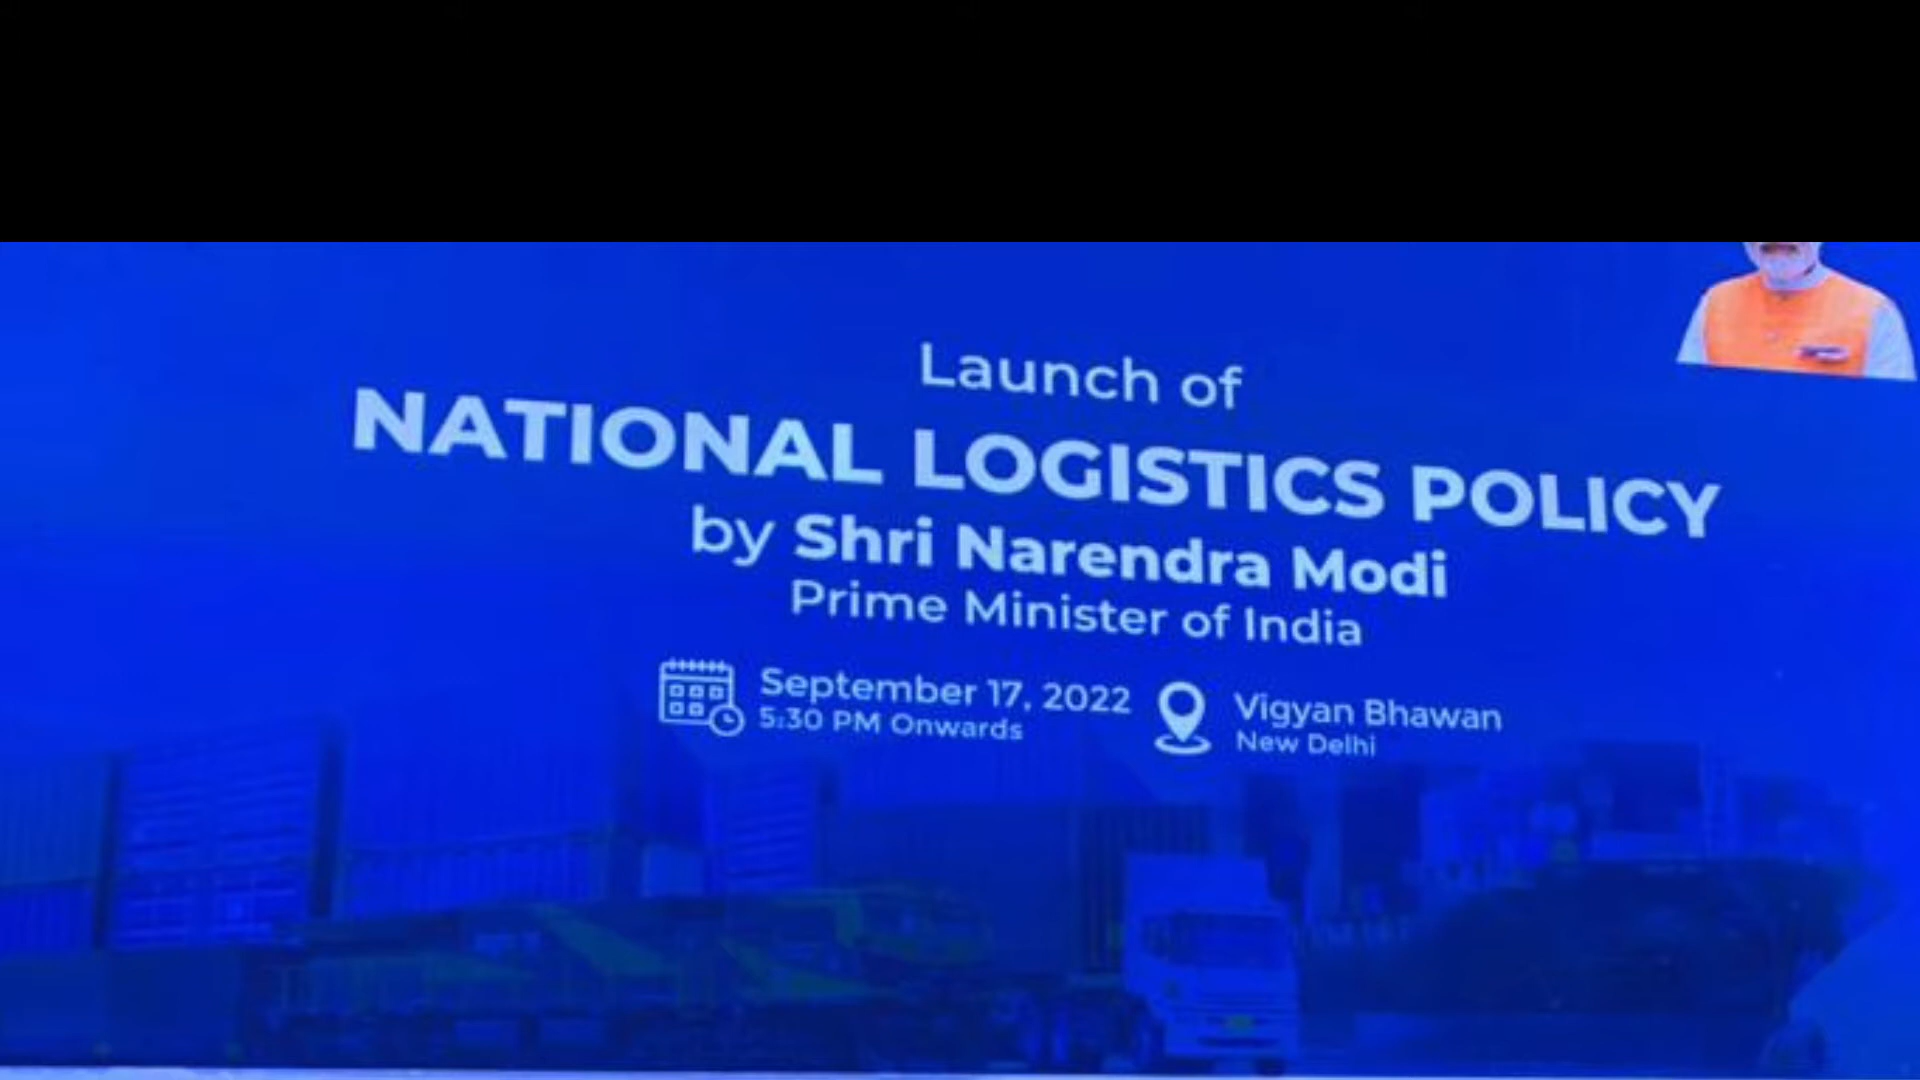 Launch of
NATIONAL LOGISTICS POLICY
by Shri Narendra Modi
Prime Minister of India
September 17, 2022
5:30 PM Onwards
Vigyan Bhawan
New Delhi